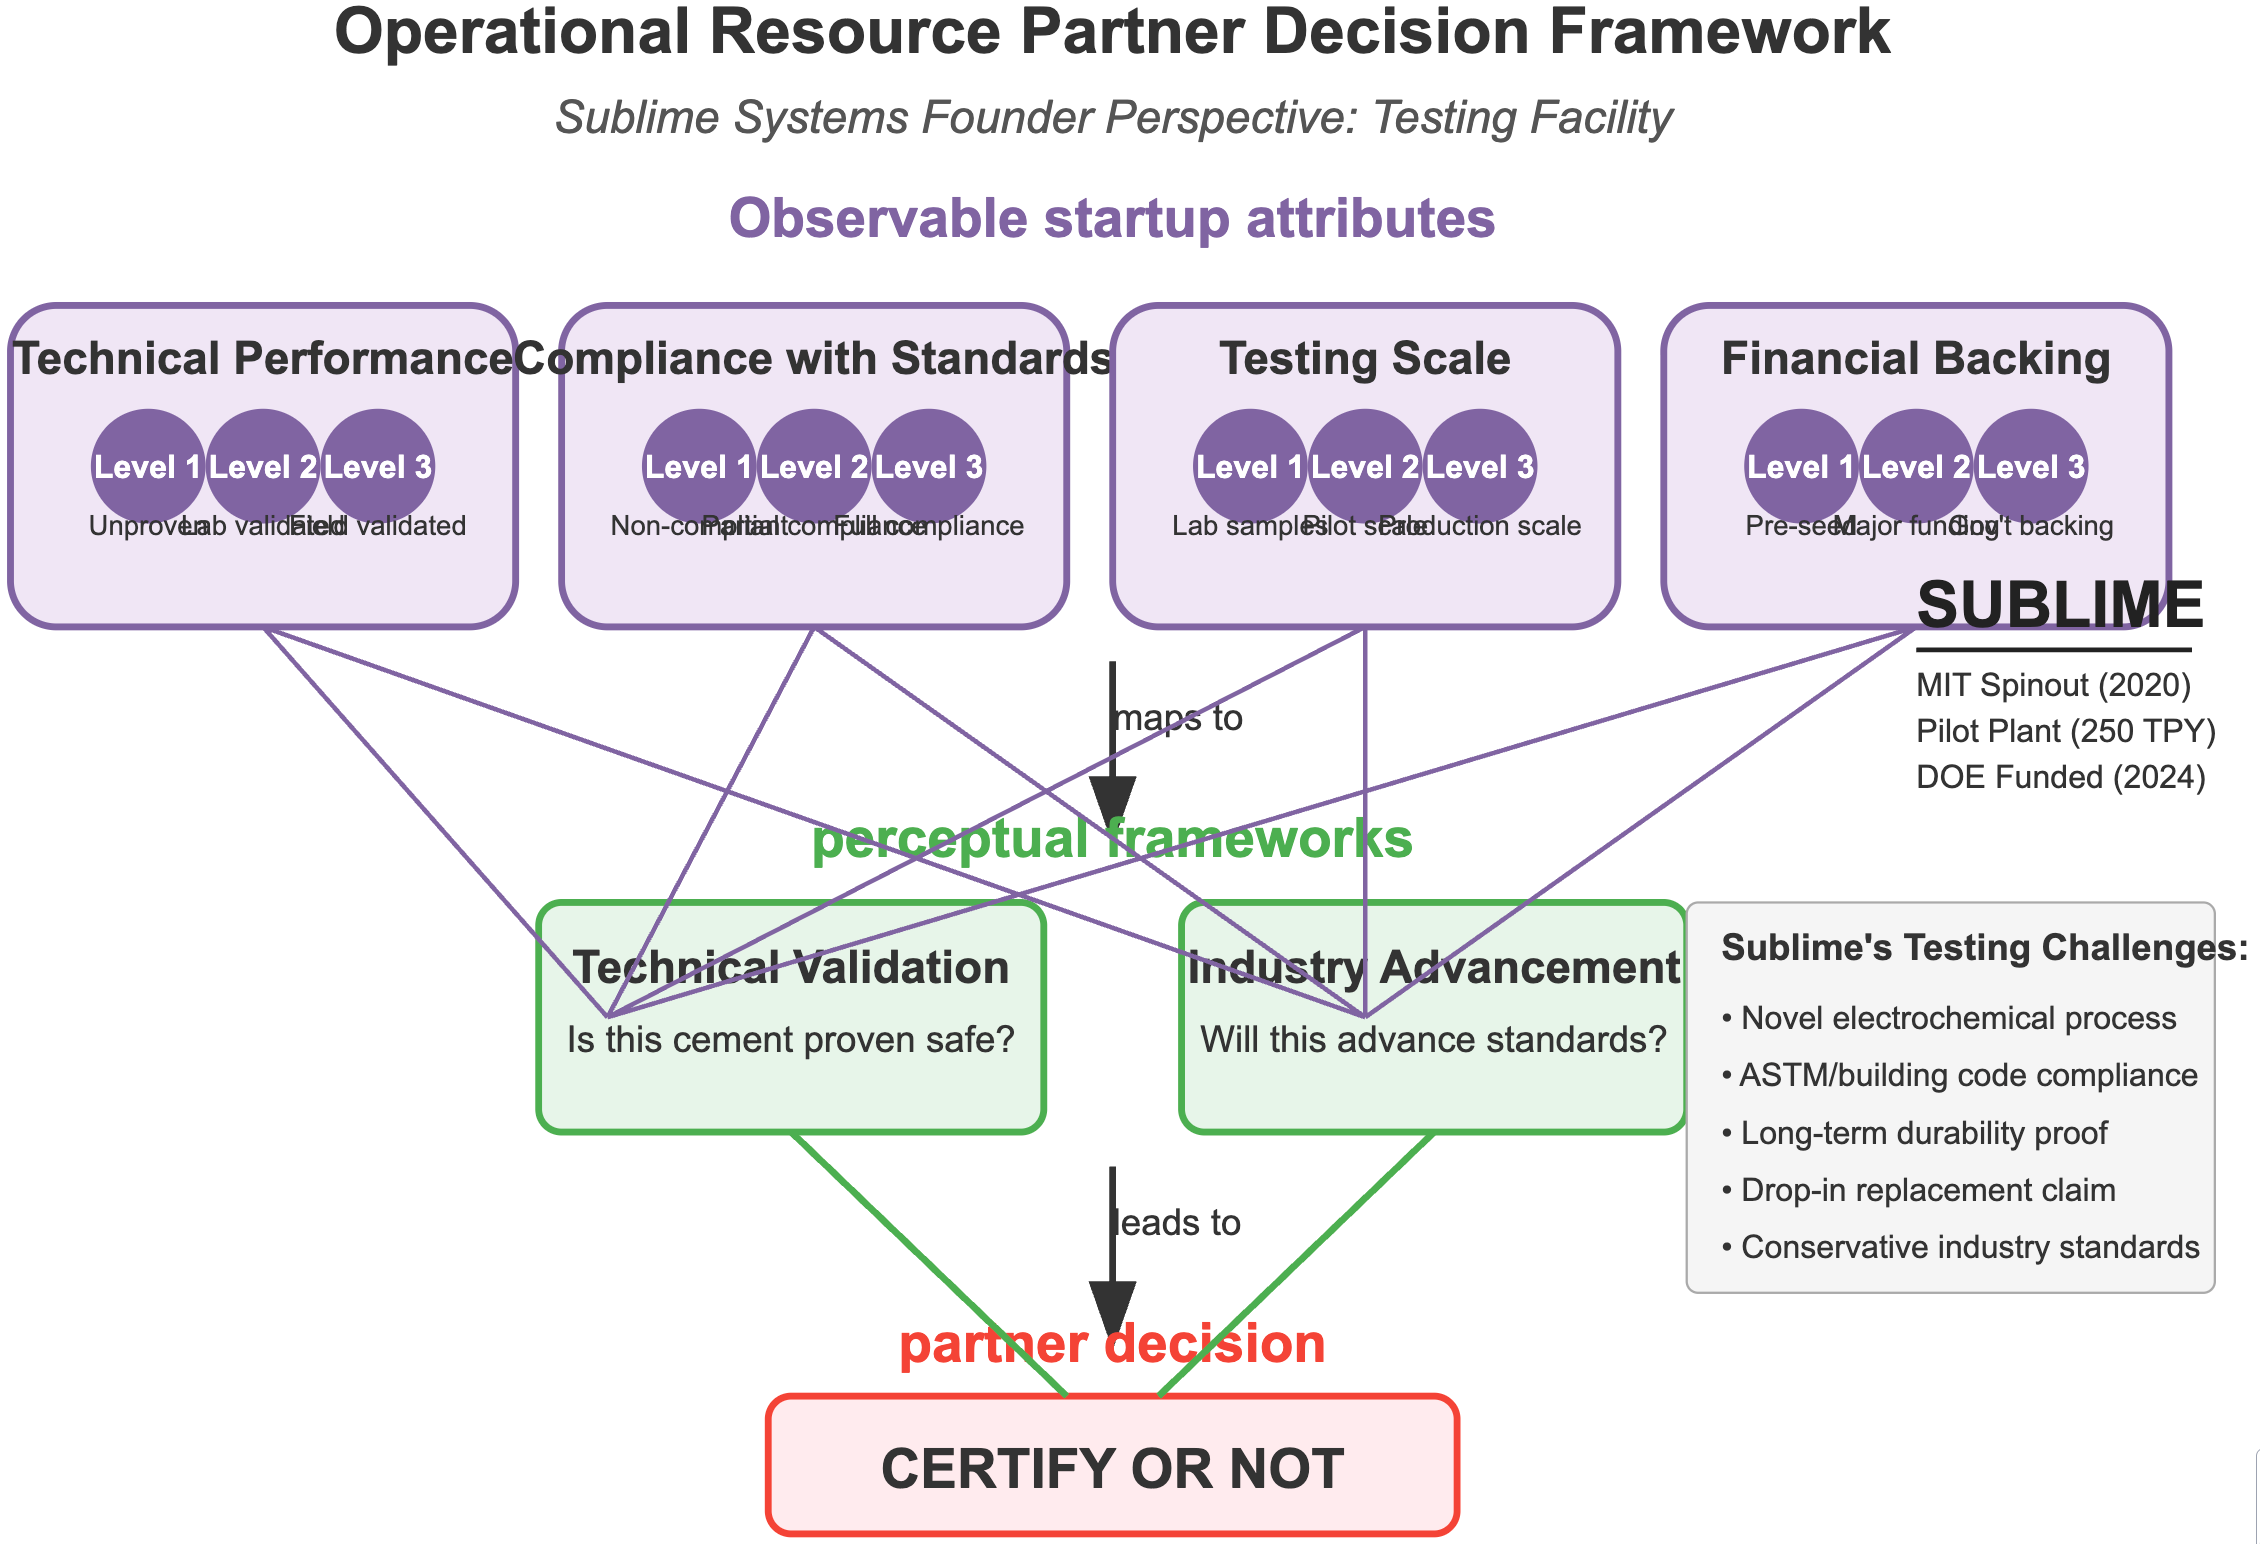 Operational Resource Partner Decision Framework
Sublime Systems Founder Perspective: Testing Facility
Observable startup attributes
Technical Performance
Level 1 Level 2 Level 3
Unproven Lab validated Field validated
Compliance with Standards
Level 1 Level 2 Level 3
Non-compliant Partial compliance Full compliance
Testing Scale
Level 1 Level 2 Level 3
Lab samples Pilot scale Production scale
Financial Backing
Level 1 Level 2 Level 3
Pre-seed Major funding Gov't backing
SUBLIME
MIT Spinout (2020)
Pilot Plant (250 TPY)
DOE Funded (2024)
maps to
perceptual frameworks
Technical Validation
Is this cement proven safe?
Industry Advancement
Will this advance standards?
Sublime's Testing Challenges:
• Novel electrochemical process
• ASTM/building code compliance
• Long-term durability proof
• Drop-in replacement claim
• Conservative industry standards
leads to
partner decision
CERTIFY OR NOT